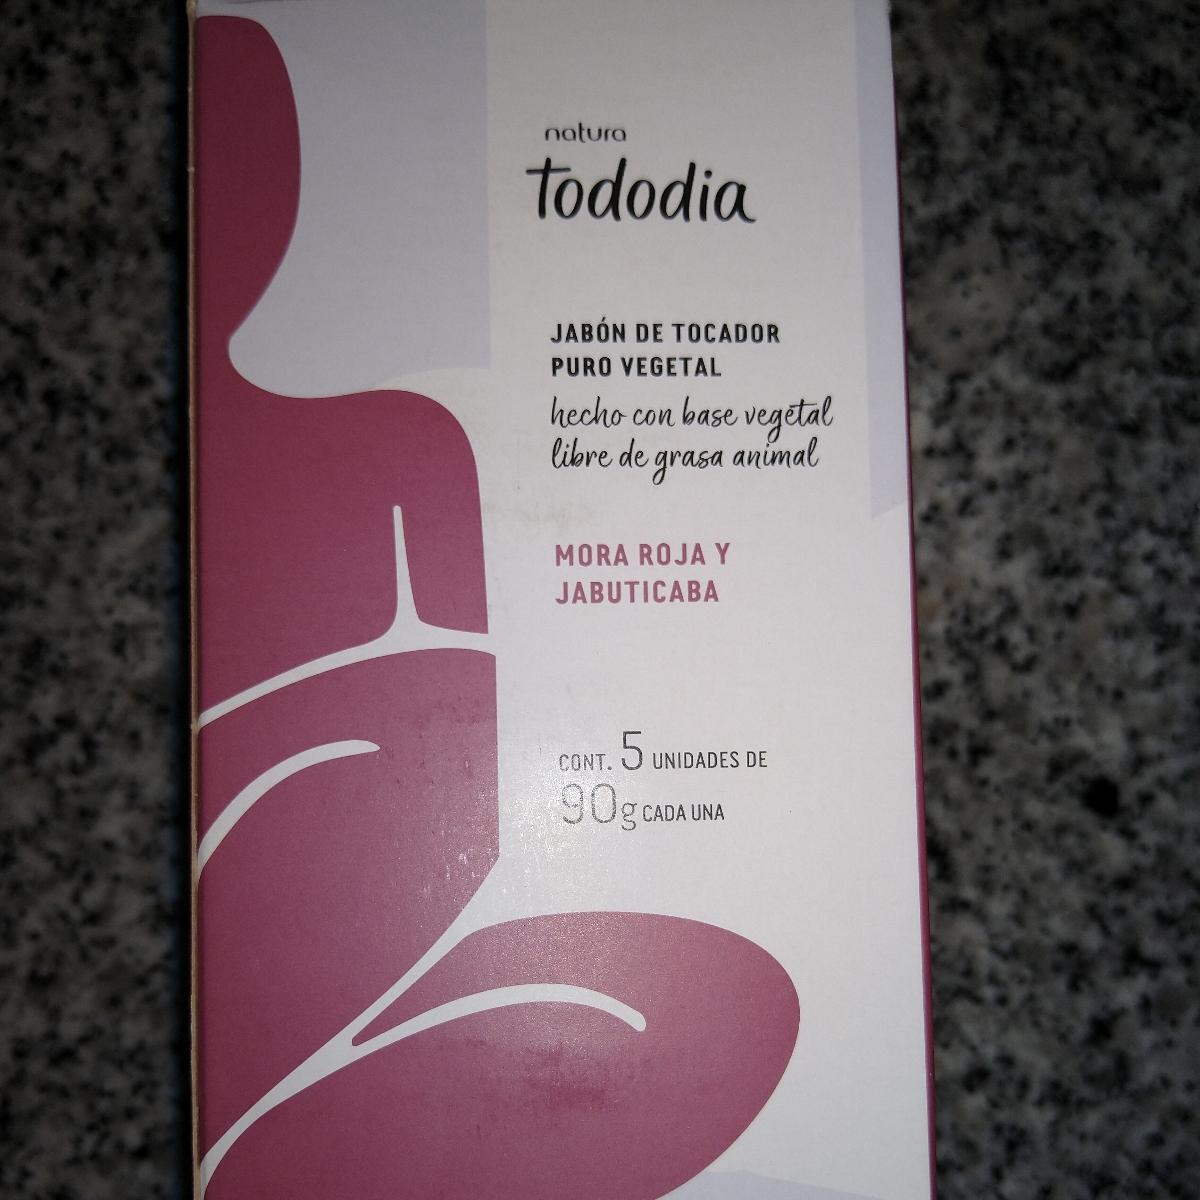 natura
tododia
JABÓN DE TOCADOR
PURO VEGETAL
hecho con base vegetal
libre de grasa animal
MORA ROJA Y
JABUTICABA
CONT. 5 UNIDADES DE
90g CADA UNA